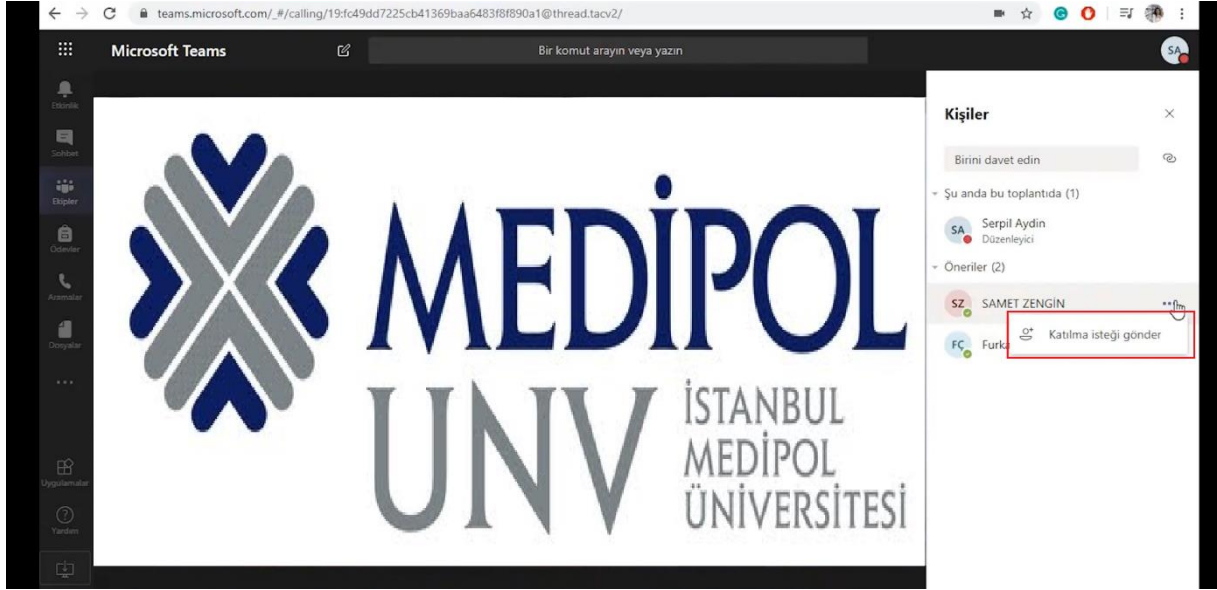 teams.microsoft.com/_#/calling/19:fc49dd7225cb41369baa6483f8f890a1@thread.tacv2/
Microsoft Teams
Bir komut arayın veya yazın
SA
Etkinlik
Sohbet
Ekipler
Ödevler
Aramalar
Dosyalar
Uygulamalar
Yardım
MEDİPOL
UNV
İSTANBUL
MEDİPOL
ÜNİVERSİTESİ
Kişiler
Birini davet edin
Şu anda bu toplantıda (1)
SA Serpil Aydin
Düzenleyici
Öneriler (2)
SZ SAMET ZENGİN
Katılma isteği gönder
FÇ Furka